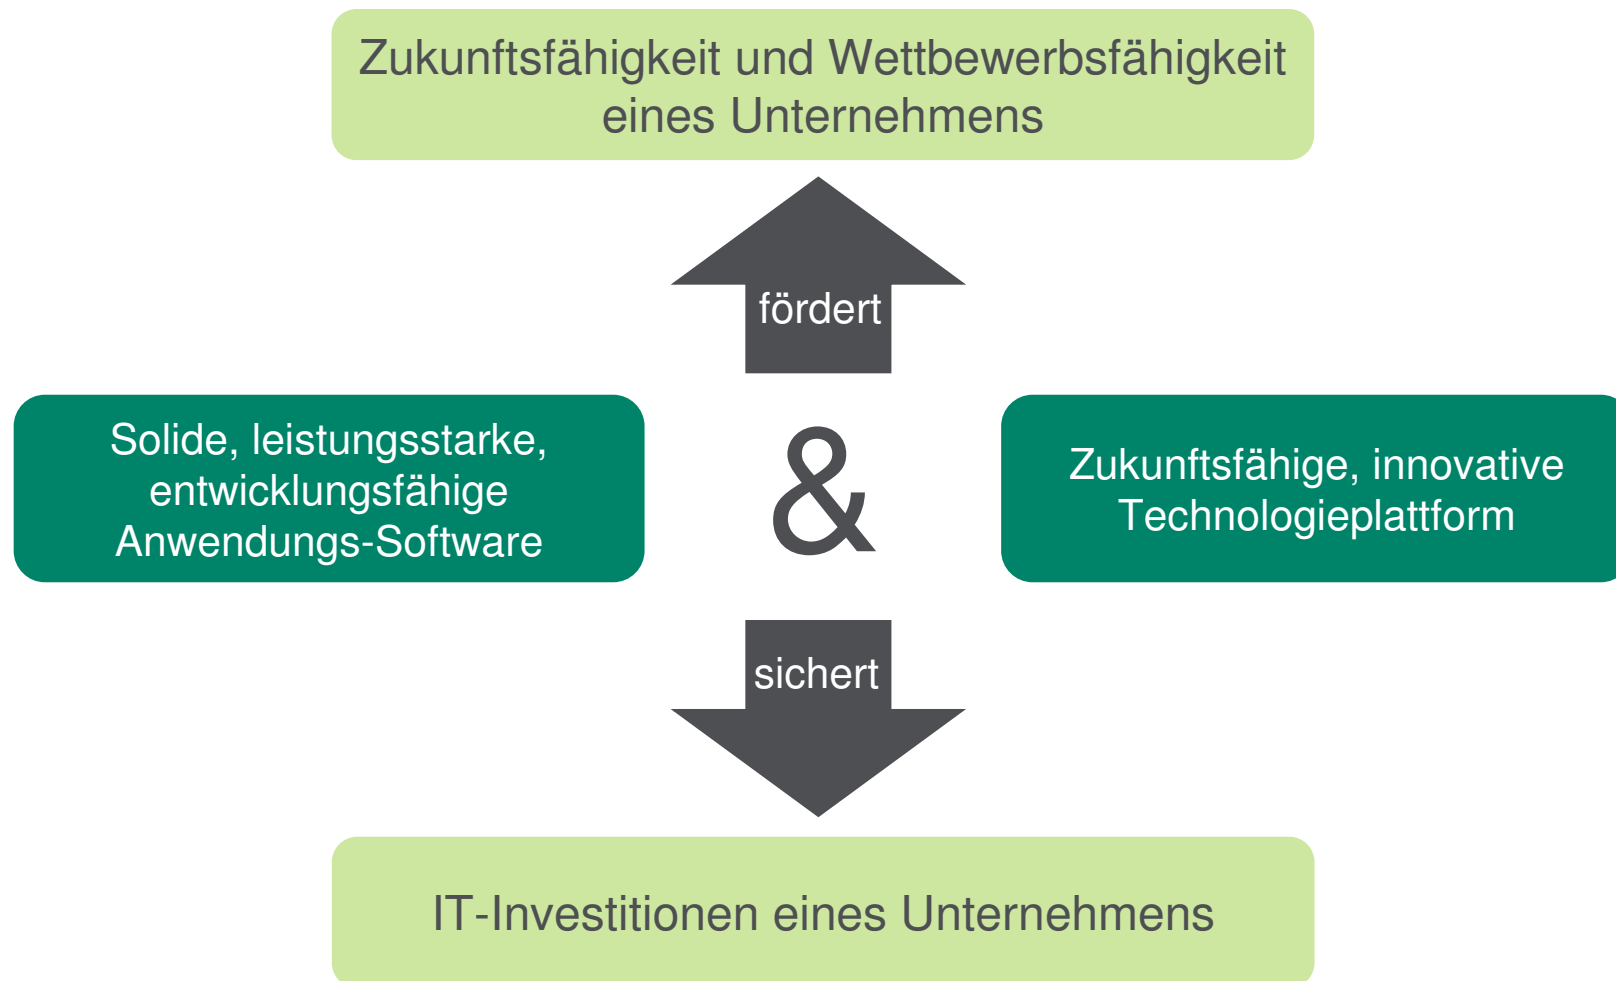 Zukunftsfähigkeit und Wettbewerbsfähigkeit
eines Unternehmens
fördert
Solide, leistungsstarke,
entwicklungsfähige
Anwendungs-Software
&
Zukunftsfähige, innovative
Technologieplattform
sichert
IT-Investitionen eines Unternehmens